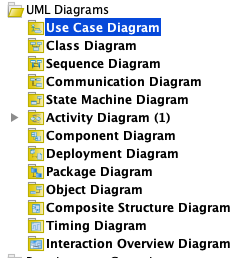 UML Diagrams
Use Case Diagram
Class Diagram
Sequence Diagram
Communication Diagram
State Machine Diagram
Activity Diagram (1)
Component Diagram
Deployment Diagram
Package Diagram
Object Diagram
Composite Structure Diagram
Timing Diagram
Interaction Overview Diagram